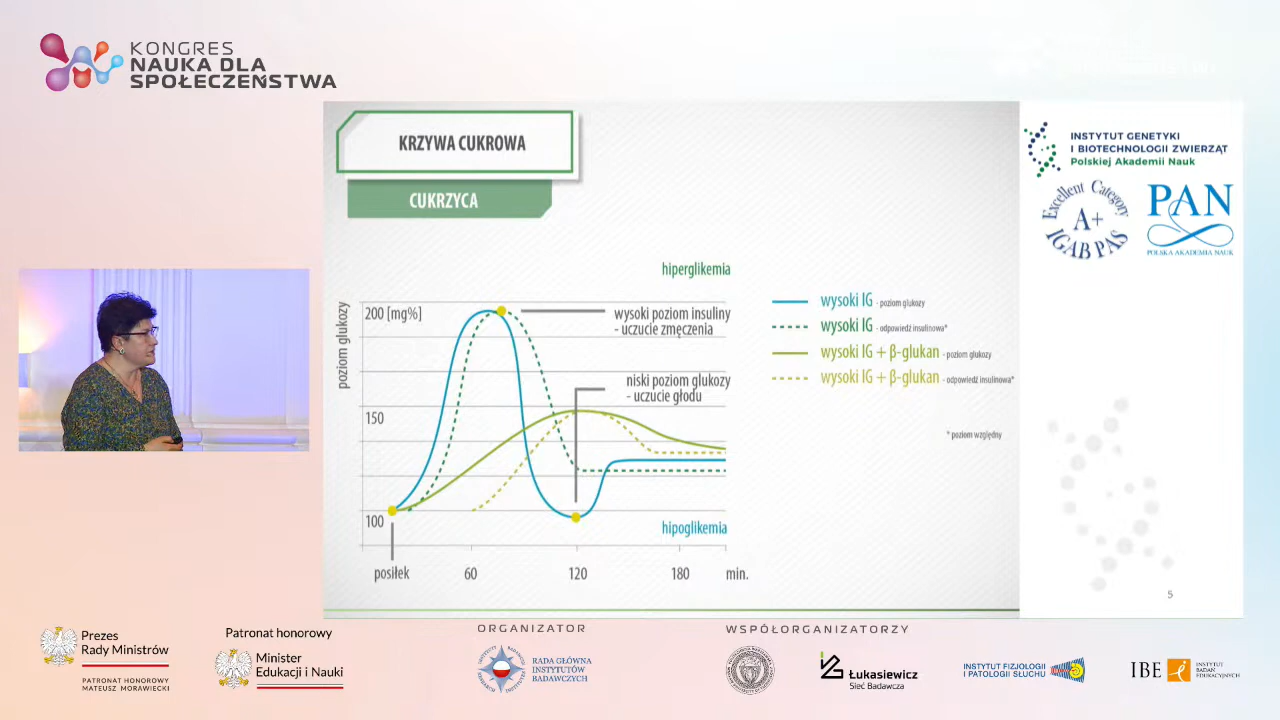 KONGRES
NAUKA DLA
SPOŁECZEŃSTWA
KRZYWA CUKROWA
CUKRZYCA
INSTYTUT GENETYKI
I BIOTECHNOLOGII ZWIERZĄT
Polskiej Akademii Nauk
Excellent Category
A+
IGAB PAS
PAN
POLSKA AKADEMIA NAUK
hiperglikemia
poziom glukozy
200 [mg%]
wysoki poziom insuliny
- uczucie zmęczenia
niski poziom glukozy
- uczucie głodu
150
100
hipoglikemia
posiłek
60
120
180
min.
wysoki IG - poziom glukozy
wysoki IG - odpowiedź insulinowa*
wysoki IG + β-glukan - poziom glukozy
wysoki IG + β-glukan - odpowiedź insulinowa*
* poziom względny
5
Prezes
Rady Ministrów
PATRONAT HONOROWY
MATEUSZ MORAWIECKI
Patronat honorowy
Minister
Edukacji i Nauki
ORGANIZATOR
RADA GŁÓWNA
INSTYTUTÓW
BADAWCZYCH
WSPÓŁORGANIZATORZY
Łukasiewicz
Sieć Badawcza
INSTYTUT FIZJOLOGII
I PATOLOGII SŁUCHU
IBE
INSTYTUT
BADAŃ
EDUKACYJNYCH